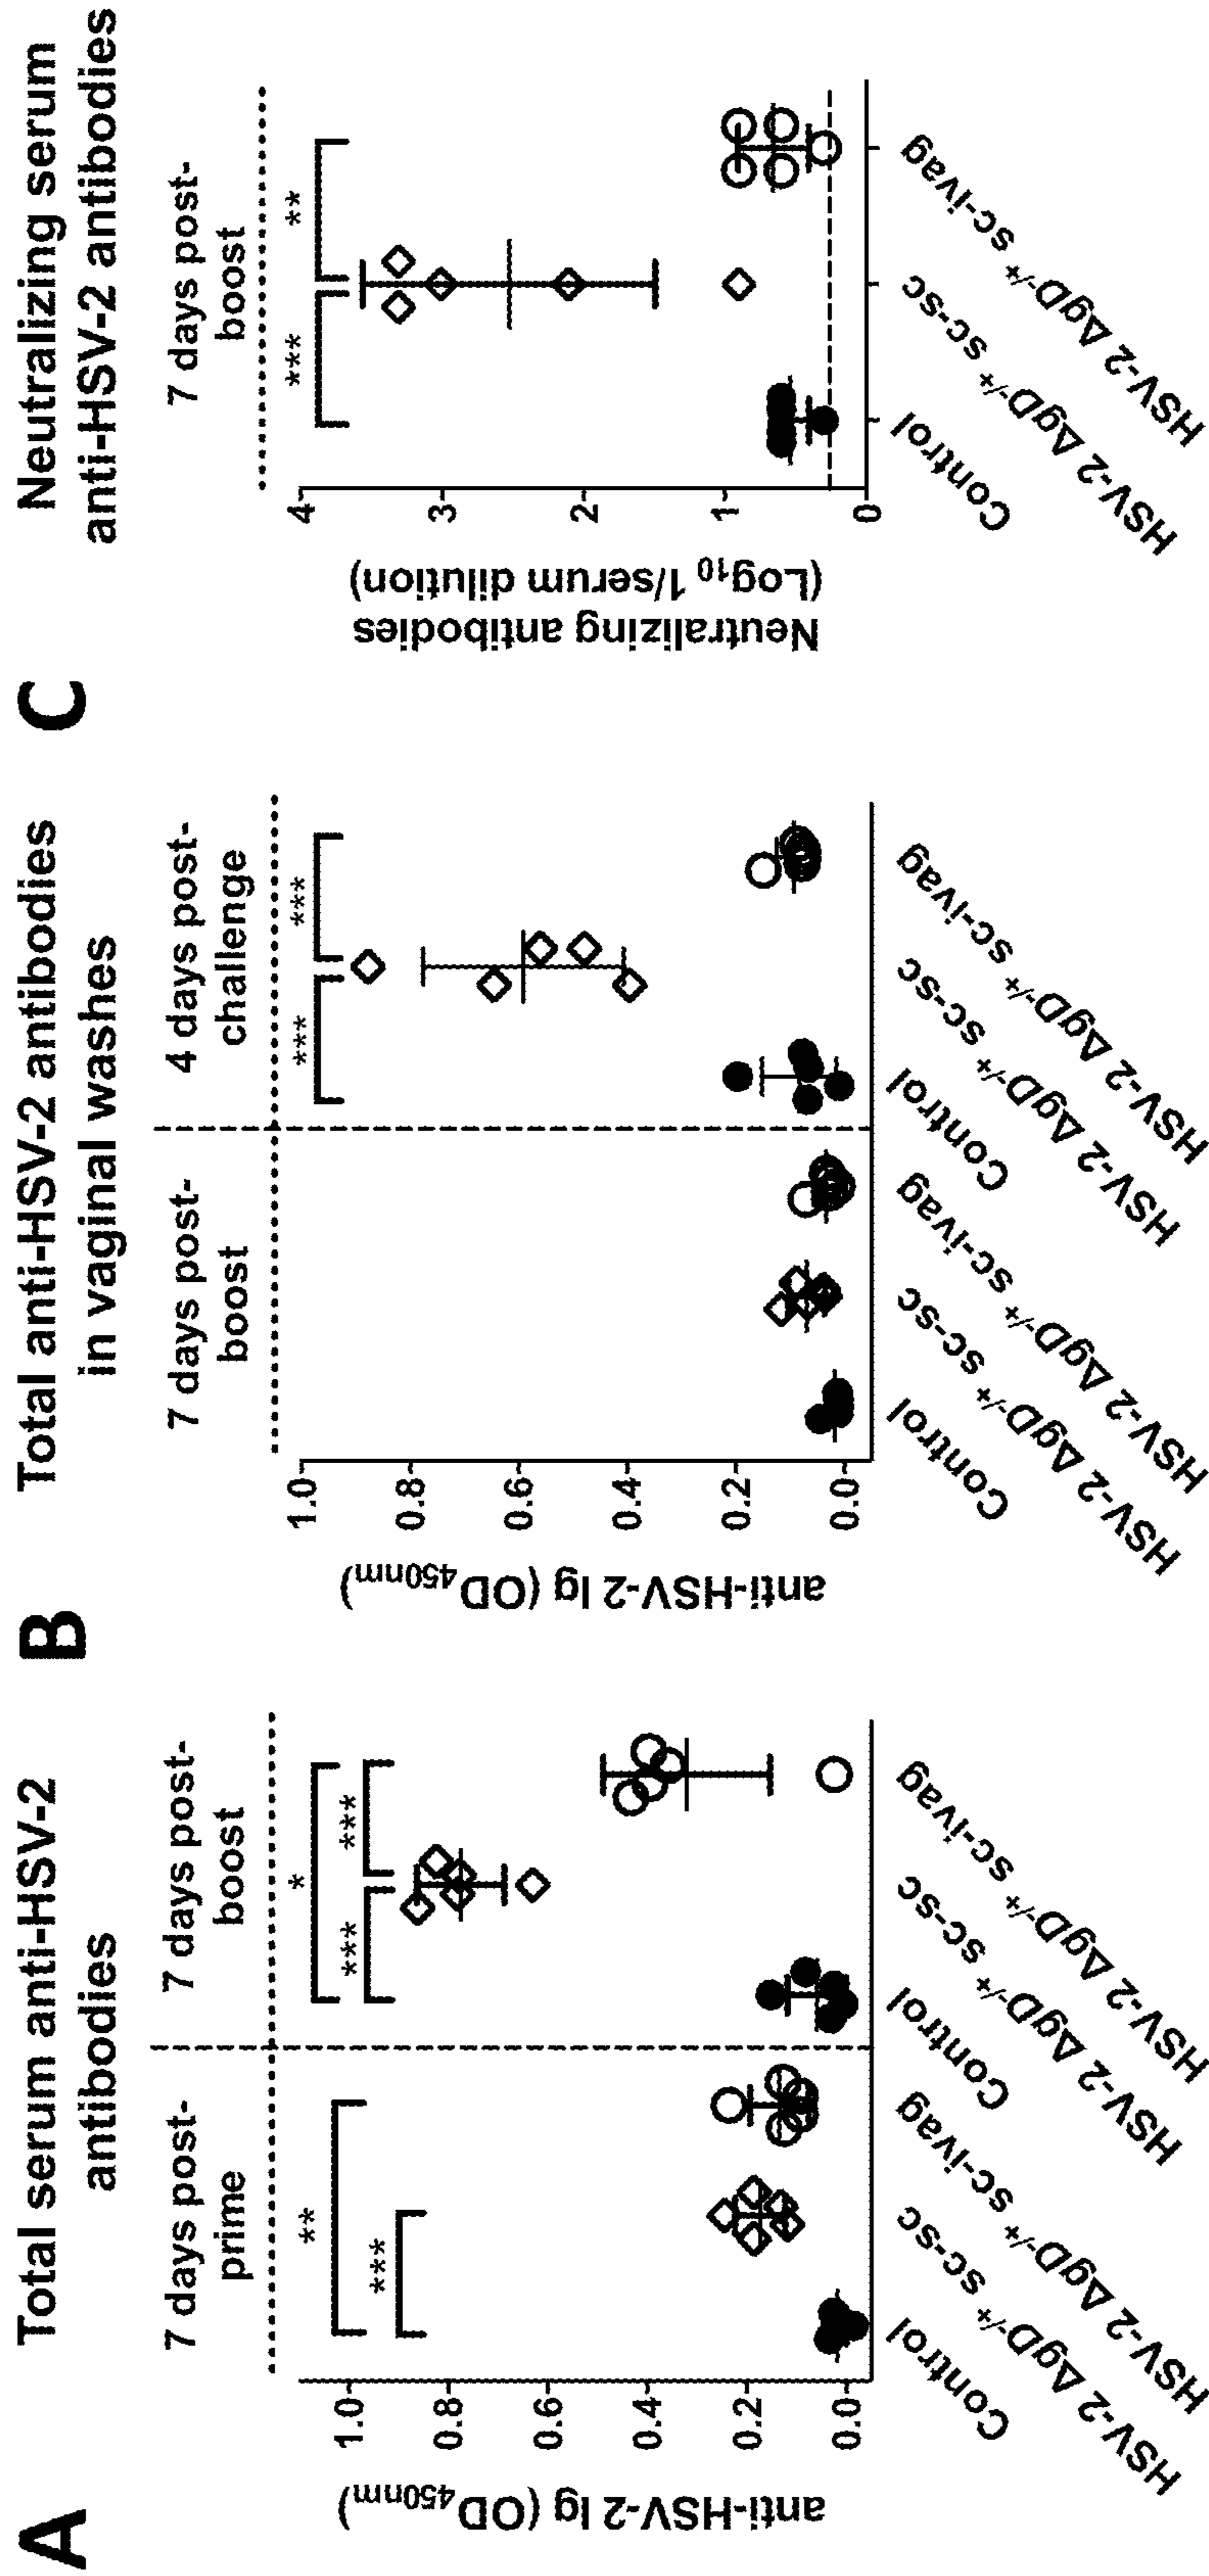 A
Total serum anti-HSV-2
antibodies
7 days post-
prime
7 days post-
boost
**
***
*
***
***
anti-HSV-2 Ig (OD450nm)
1.0
0.8
0.6
0.4
0.2
0.0
Control
HSV-2 ΔgD-/+ sc-sc
HSV-2 ΔgD-/+ sc-ivag
Control
HSV-2 ΔgD-/+ sc-sc
HSV-2 ΔgD-/+ sc-ivag
B
Total anti-HSV-2 antibodies
in vaginal washes
7 days post-
boost
4 days post-
challenge
***
***
anti-HSV-2 Ig (OD450nm)
1.0
0.8
0.6
0.4
0.2
0.0
Control
HSV-2 ΔgD-/+ sc-sc
HSV-2 ΔgD-/+ sc-ivag
Control
HSV-2 ΔgD-/+ sc-sc
HSV-2 ΔgD-/+ sc-ivag
C
Neutralizing serum
anti-HSV-2 antibodies
7 days post-
boost
***
**
Neutralizing antibodies
(Log10 1/serum dilution)
4
3
2
1
0
Control
HSV-2 ΔgD-/+ sc-sc
HSV-2 ΔgD-/+ sc-ivag